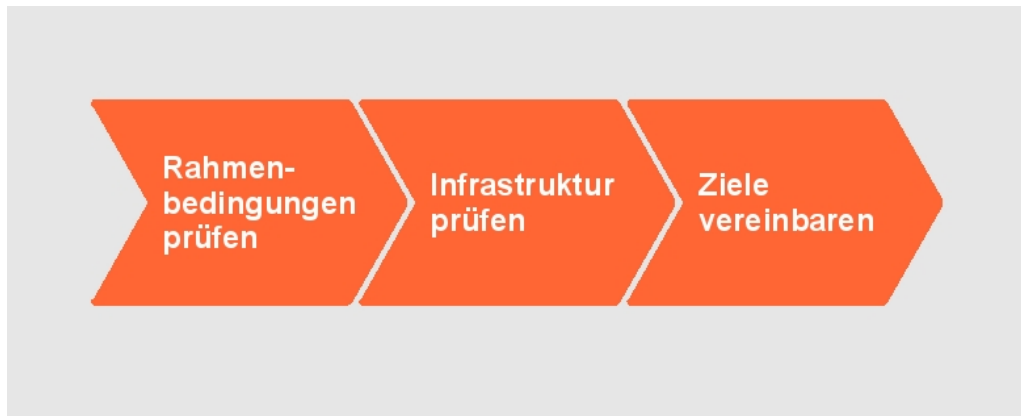 Rahmen-
bedingungen
prüfen
Infrastruktur
prüfen
Ziele
vereinbaren